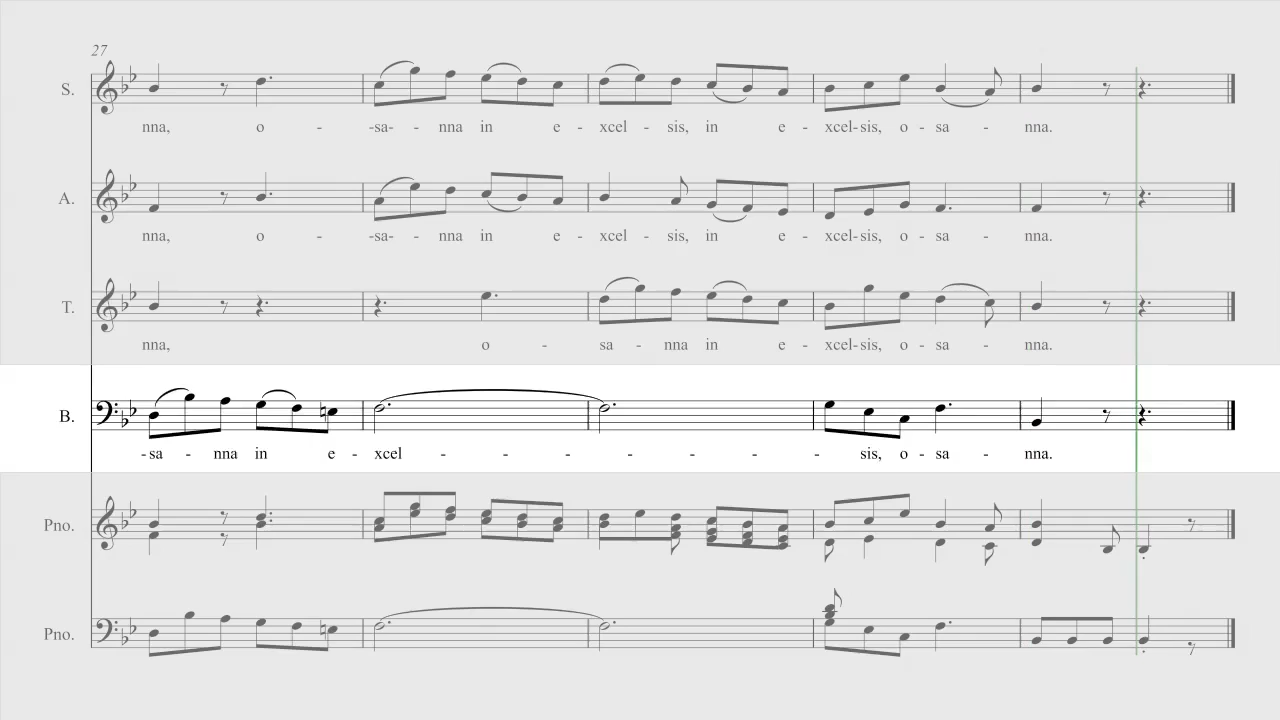 27
S.
nna, o - -sa- - nna in e - xcel - sis, in e - xcel-sis, o - sa - nna.
A.
nna, o - -sa- - nna in e - xcel - sis, in e - xcel-sis, o - sa - nna.
T.
nna, o - sa - nna in e - xcel-sis, o - sa - nna.
B.
-sa - nna in e - xcel - - - - - - - - sis, o - sa - nna.
Pno.
Pno.